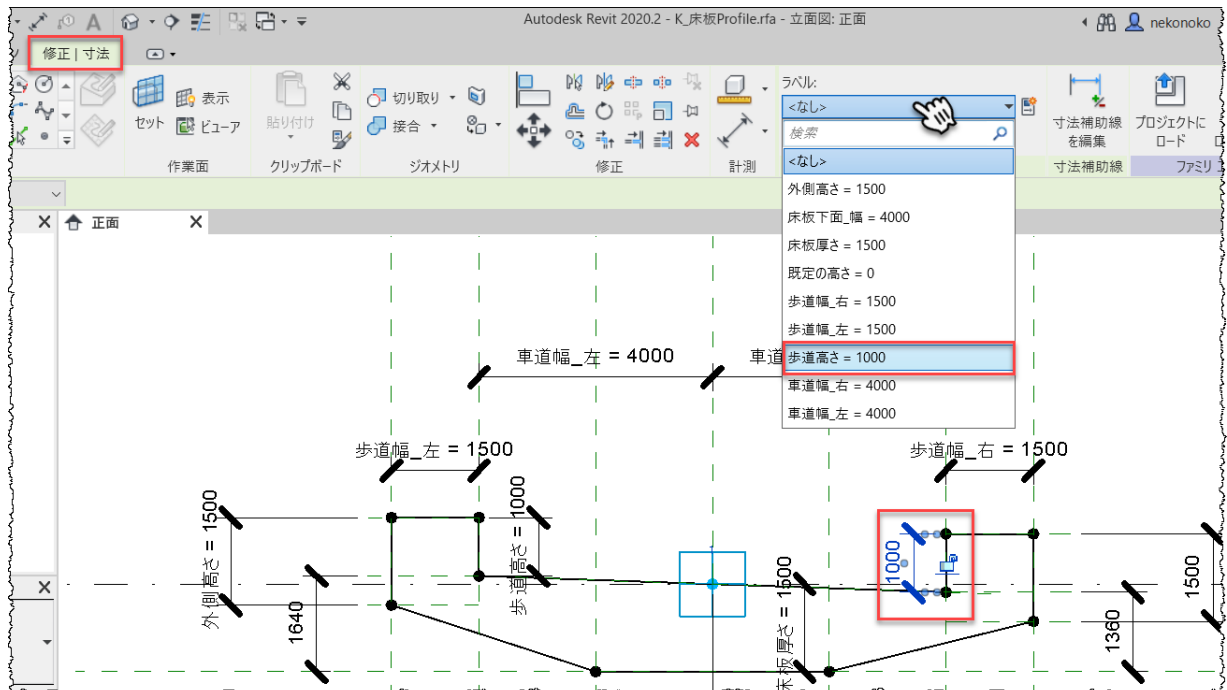 Autodesk Revit 2020.2 - K_床板Profile.rfa - 立面図: 正面
nekonoko
修正 | 寸法
セット
表示
ビューア
作業面
貼り付け
クリップボード
切り取り
接合
ジオメトリ
修正
計測
ラベル:
<なし>
検索
<なし>
外側高さ = 1500
床板下面_幅 = 4000
床板厚さ = 1500
既定の高さ = 0
歩道幅_右 = 1500
歩道幅_左 = 1500
歩道高さ = 1000
車道幅_右 = 4000
車道幅_左 = 4000
寸法補助線
を編集
寸法補助線
プロジェクトに
ロード
ファミリ
正面
車道幅_左 = 4000
車道
歩道幅_左 = 1500
歩道幅_右 = 1500
外側高さ = 1500
1640
歩道高さ = 1000
床板厚さ = 1500
1000
1360
1500